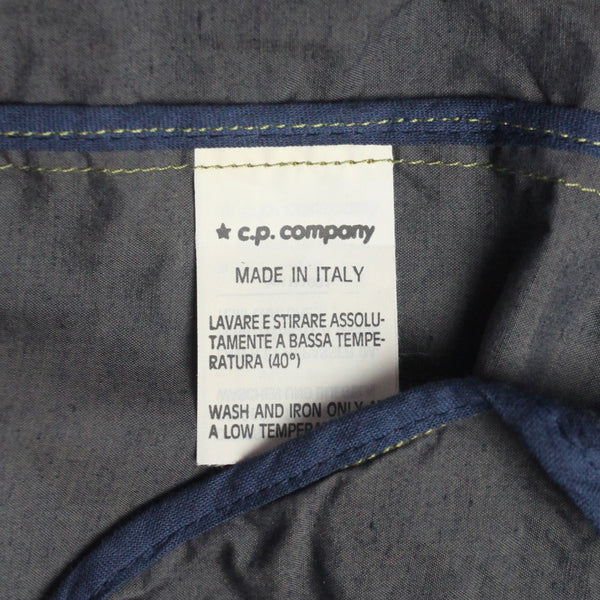 ★ c.p. company
MADE IN ITALY
LAVARE E STIRARE ASSOLU-
TAMENTE A BASSA TEMPE-
RATURA (40°)
WASH AND IRON ONLY
A LOW